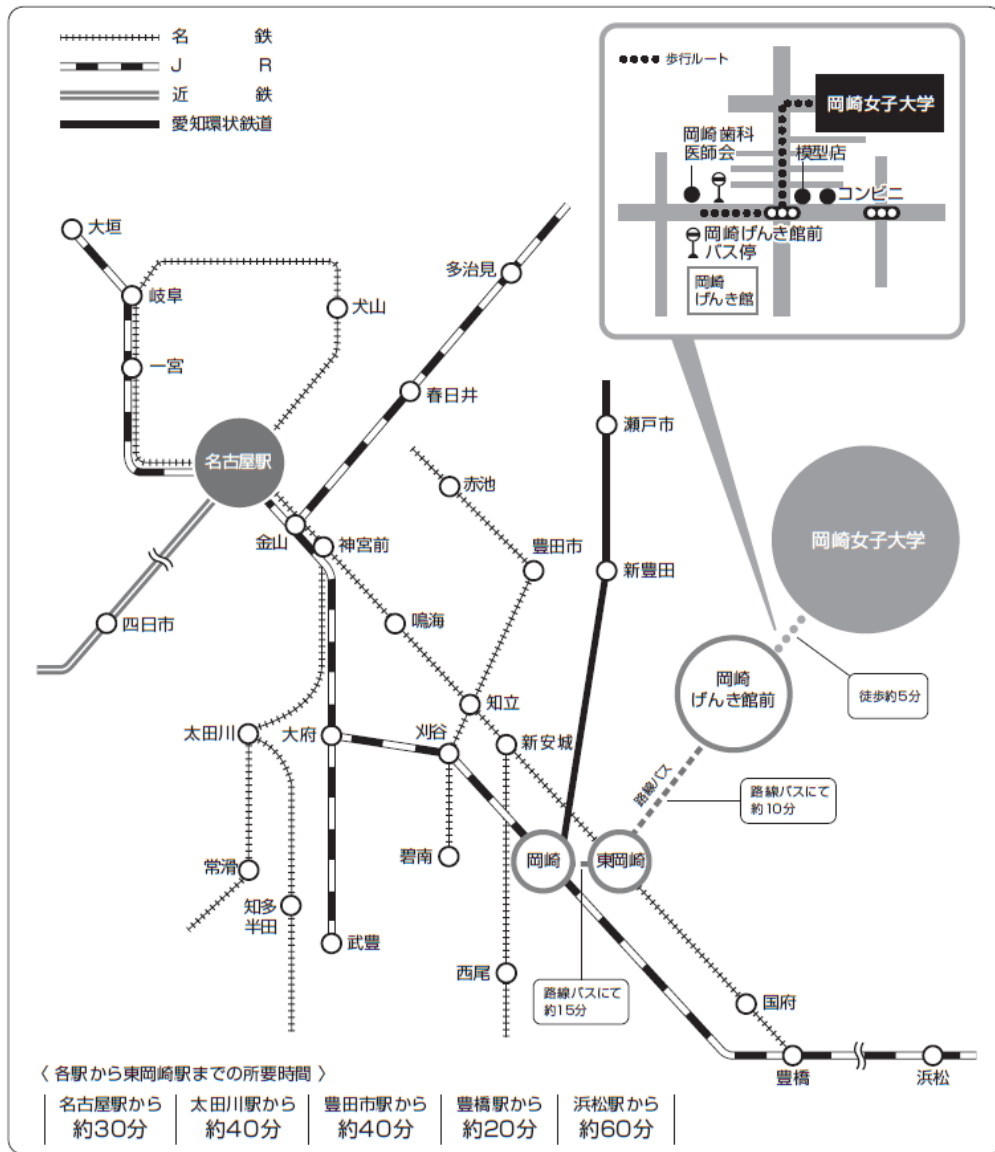 名鉄
JR
近鉄
愛知環状鉄道
歩行ルート
岡崎女子大学
岡崎歯科
医師会
模型店
コンビニ
岡崎げんき館前
バス停
岡崎
げんき館
大垣
岐阜
一宮
犬山
多治見
春日井
名古屋駅
金山
神宮前
四日市
鳴海
赤池
豊田市
瀬戸市
新豊田
岡崎女子大学
岡崎
げんき館前
徒歩約5分
路線バス
路線バスにて
約10分
知立
新安城
太田川
大府
刈谷
碧南
岡崎
東岡崎
常滑
知多
半田
武豊
西尾
路線バスにて
約15分
国府
豊橋
浜松
〈 各駅から東岡崎駅までの所要時間 〉
名古屋駅から
約30分
太田川駅から
約40分
豊田市駅から
約40分
豊橋駅から
約20分
浜松駅から
約60分